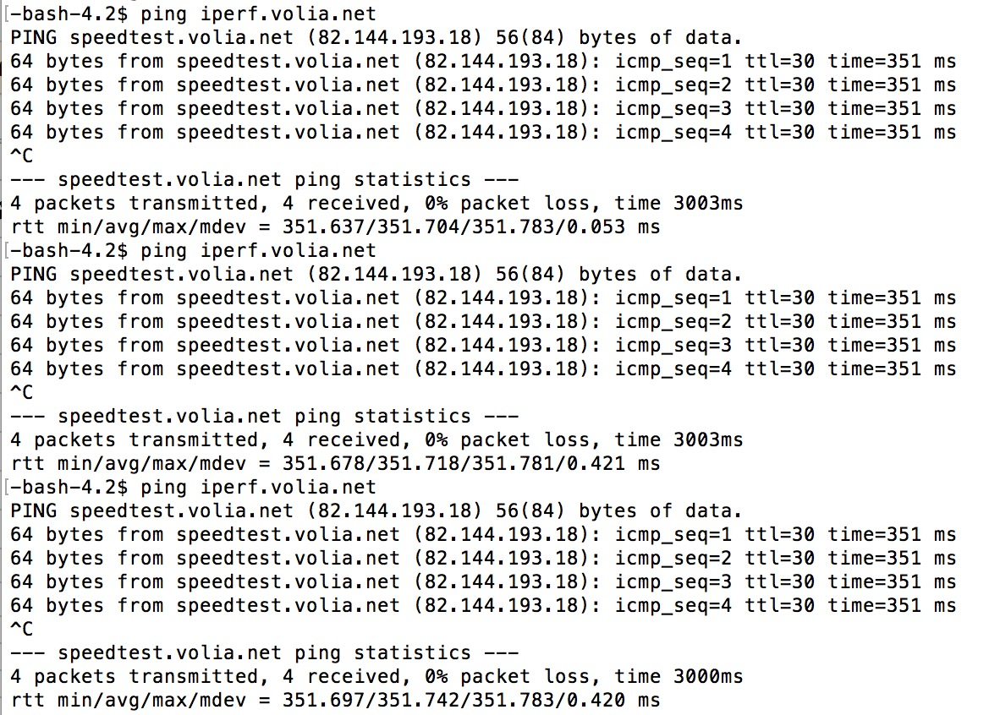 [-bash-4.2$ ping iperf.volia.net
PING speedtest.volia.net (82.144.193.18) 56(84) bytes of data.
64 bytes from speedtest.volia.net (82.144.193.18): icmp_seq=1 ttl=30 time=351 ms
64 bytes from speedtest.volia.net (82.144.193.18): icmp_seq=2 ttl=30 time=351 ms
64 bytes from speedtest.volia.net (82.144.193.18): icmp_seq=3 ttl=30 time=351 ms
64 bytes from speedtest.volia.net (82.144.193.18): icmp_seq=4 ttl=30 time=351 ms
^C
--- speedtest.volia.net ping statistics ---
4 packets transmitted, 4 received, 0% packet loss, time 3003ms
rtt min/avg/max/mdev = 351.637/351.704/351.783/0.053 ms
[-bash-4.2$ ping iperf.volia.net
PING speedtest.volia.net (82.144.193.18) 56(84) bytes of data.
64 bytes from speedtest.volia.net (82.144.193.18): icmp_seq=1 ttl=30 time=351 ms
64 bytes from speedtest.volia.net (82.144.193.18): icmp_seq=2 ttl=30 time=351 ms
64 bytes from speedtest.volia.net (82.144.193.18): icmp_seq=3 ttl=30 time=351 ms
64 bytes from speedtest.volia.net (82.144.193.18): icmp_seq=4 ttl=30 time=351 ms
^C
--- speedtest.volia.net ping statistics ---
4 packets transmitted, 4 received, 0% packet loss, time 3003ms
rtt min/avg/max/mdev = 351.678/351.718/351.781/0.421 ms
[-bash-4.2$ ping iperf.volia.net
PING speedtest.volia.net (82.144.193.18) 56(84) bytes of data.
64 bytes from speedtest.volia.net (82.144.193.18): icmp_seq=1 ttl=30 time=351 ms
64 bytes from speedtest.volia.net (82.144.193.18): icmp_seq=2 ttl=30 time=351 ms
64 bytes from speedtest.volia.net (82.144.193.18): icmp_seq=3 ttl=30 time=351 ms
64 bytes from speedtest.volia.net (82.144.193.18): icmp_seq=4 ttl=30 time=351 ms
^C
--- speedtest.volia.net ping statistics ---
4 packets transmitted, 4 received, 0% packet loss, time 3000ms
rtt min/avg/max/mdev = 351.697/351.742/351.783/0.420 ms